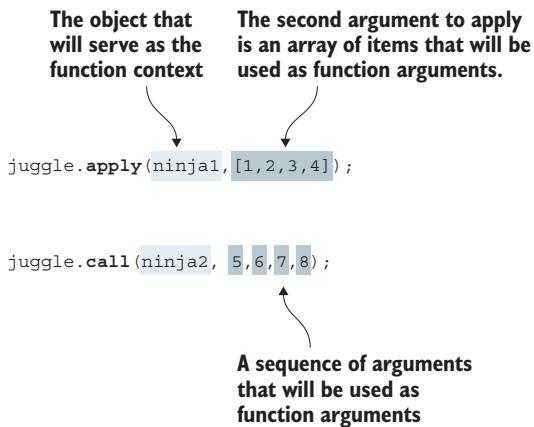 The object that
will serve as the
function context
The second argument to apply
is an array of items that will be
used as function arguments.
juggle.apply(ninja1,[1,2,3,4]);
juggle.call(ninja2, 5,6,7,8);
A sequence of arguments
that will be used as
function arguments